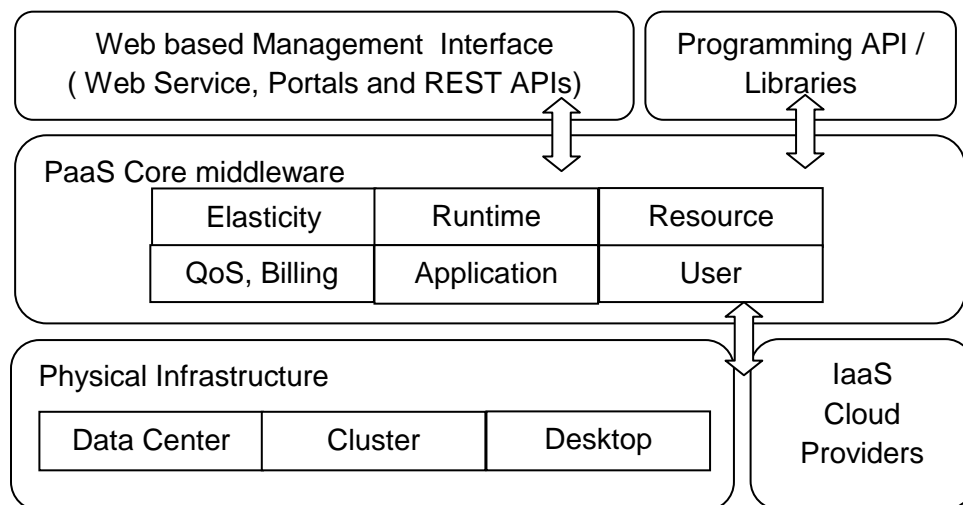 Web based Management Interface
( Web Service, Portals and REST APIs)
Programming API /
Libraries
PaaS Core middleware
Elasticity
Runtime
Resource
QoS, Billing
Application
User
Physical Infrastructure
Data Center
Cluster
Desktop
IaaS
Cloud
Providers